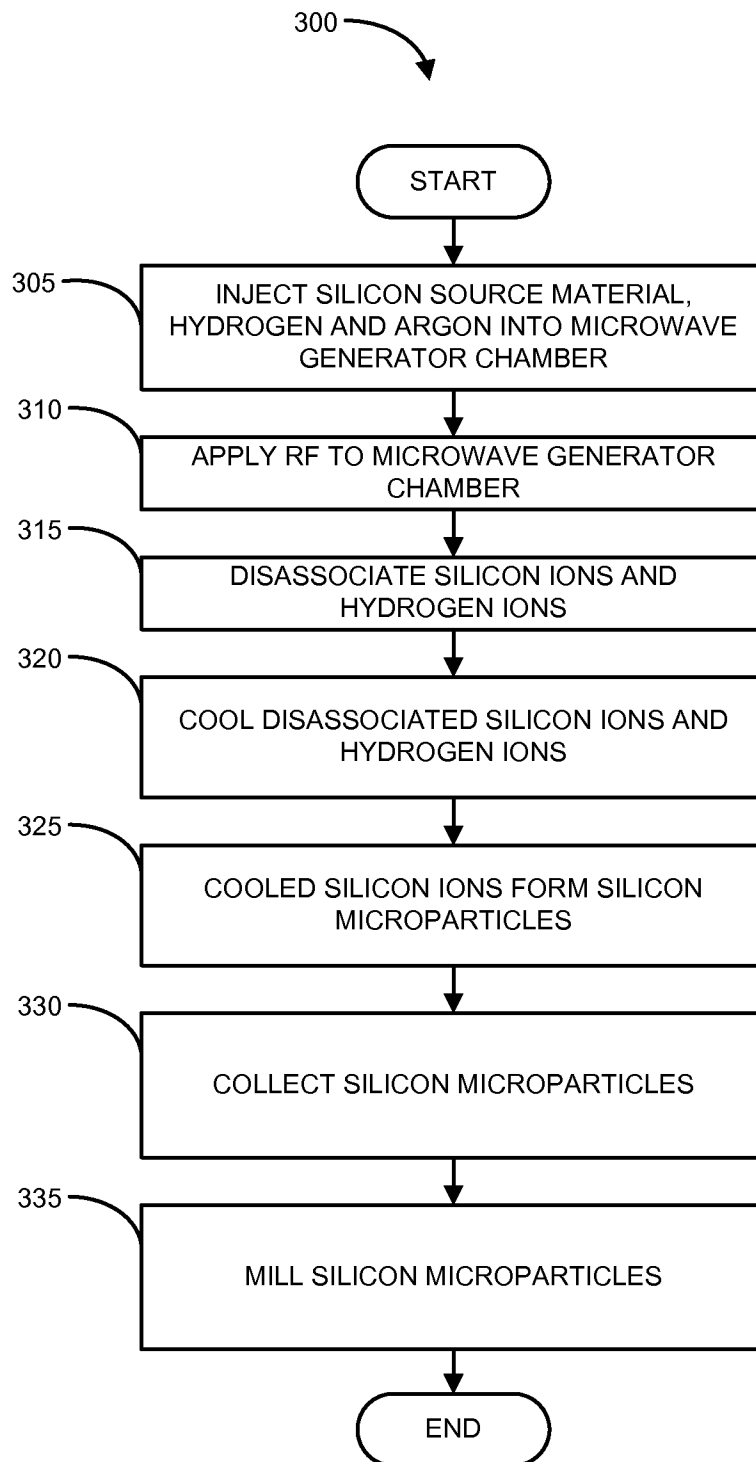 300
START
305
INJECT SILICON SOURCE MATERIAL,
HYDROGEN AND ARGON INTO MICROWAVE
GENERATOR CHAMBER
310
APPLY RF TO MICROWAVE GENERATOR
CHAMBER
315
DISASSOCIATE SILICON IONS AND
HYDROGEN IONS
320
COOL DISASSOCIATED SILICON IONS AND
HYDROGEN IONS
325
COOLED SILICON IONS FORM SILICON
MICROPARTICLES
330
COLLECT SILICON MICROPARTICLES
335
MILL SILICON MICROPARTICLES
END